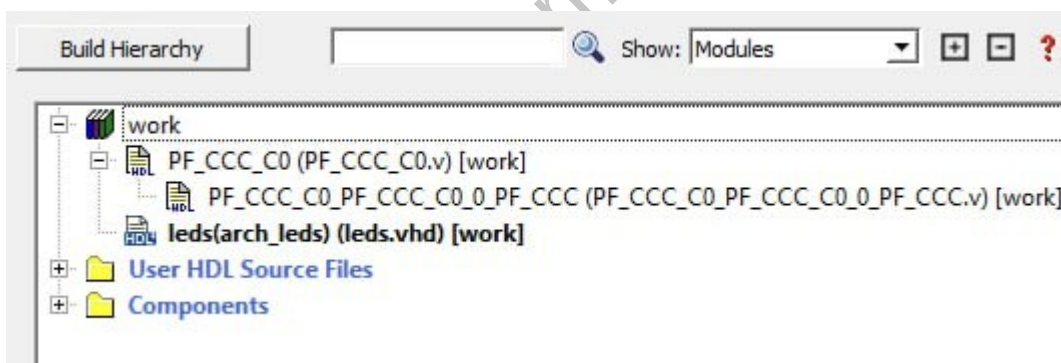 Build Hierarchy Show: Modules
work
PF_CCC_C0 (PF_CCC_C0.v) [work]
PF_CCC_C0_PF_CCC_C0_0_PF_CCC (PF_CCC_C0_PF_CCC_C0_0_PF_CCC.v) [work]
leds(arch_leds) (leds.vhd) [work]
User HDL Source Files
Components